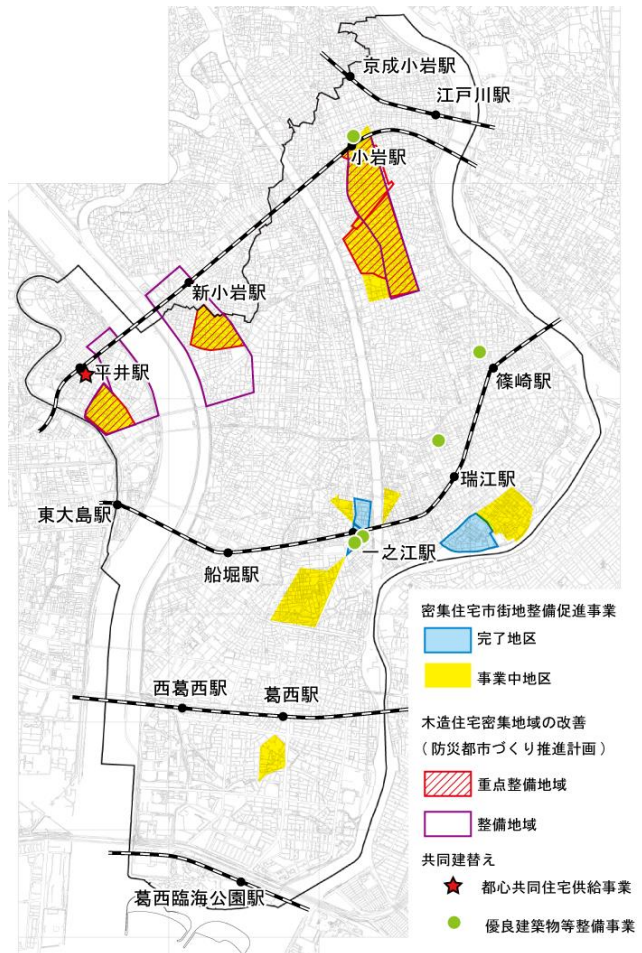 京成小岩駅
江戸川駅
小岩駅
新小岩駅
平井駅
篠崎駅
瑞江駅
東大島駅
一之江駅
船堀駅
密集住宅市街地整備促進事業
完了地区
事業中地区
西葛西駅
葛西駅
木造住宅密集地域の改善
(防災都市づくり推進計画)
重点整備地域
整備地域
共同建替え
都心共同住宅供給事業
葛西臨海公園駅
優良建築物等整備事業